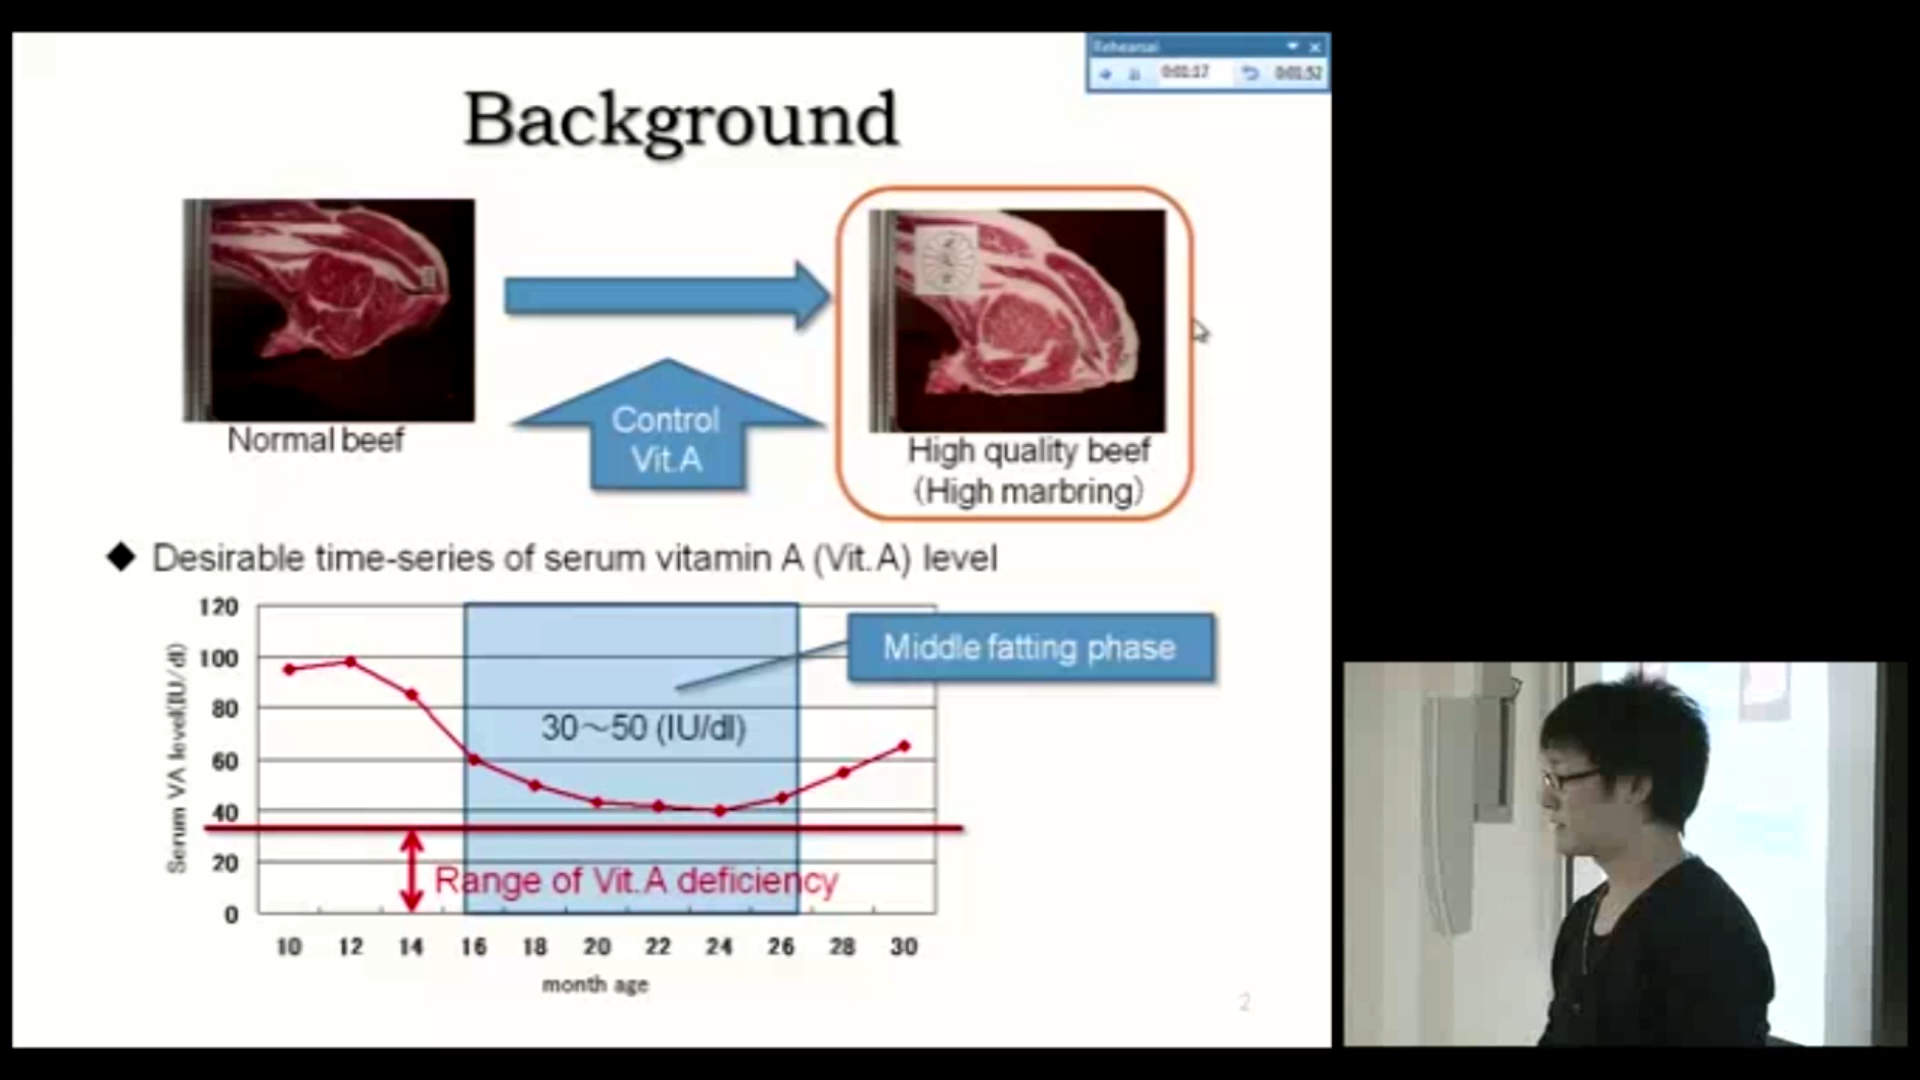 Rehearsal
0:01:17
0:01:52
Background
Normal beef
Control
Vit.A
High quality beef
(High marbring)
◆ Desirable time-series of serum vitamin A (Vit.A) level
Serum VA level(IU/dl)
120
100
80
60
40
20
0
Middle fatting phase
30～50 (IU/dl)
Range of Vit.A deficiency
10 12 14 16 18 20 22 24 26 28 30
month age
2